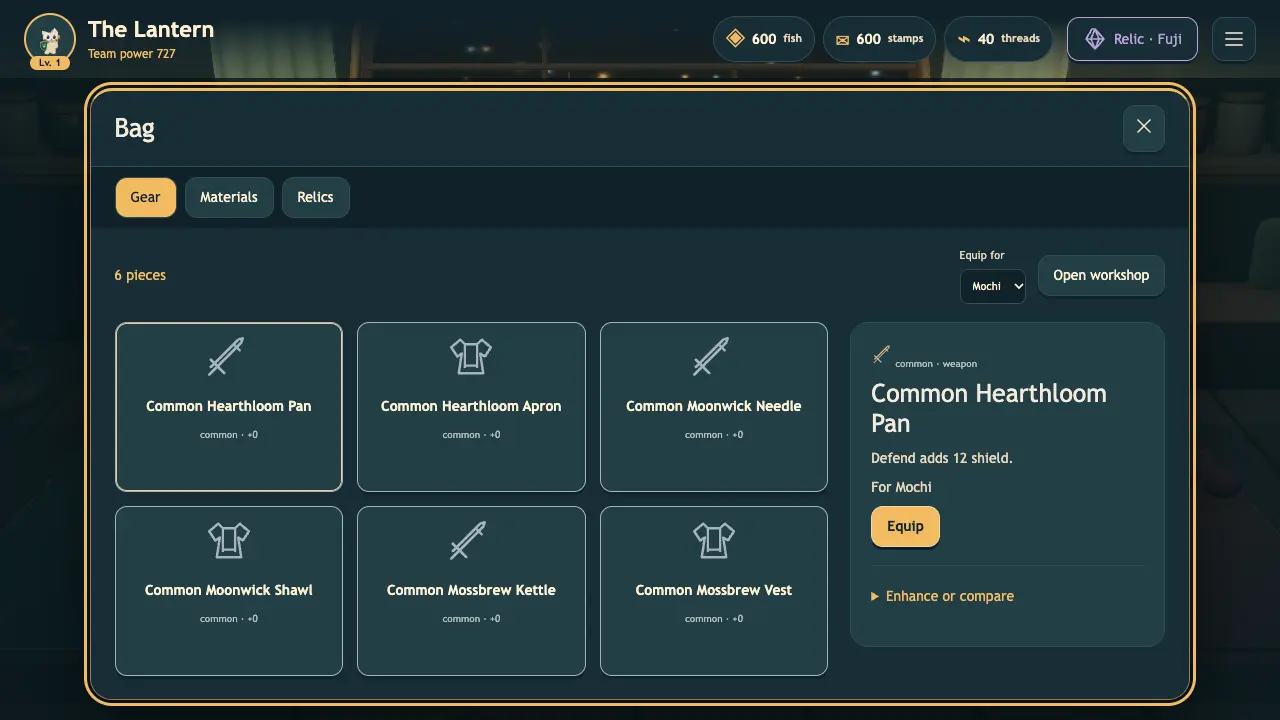 The Lantern
Team power 727
Lv. 1
600 fish
600 stamps
40 threads
Relic · Fuji
Bag
Gear
Materials
Relics
6 pieces
Equip for
Mochi
Open workshop
Common Hearthloom Pan
common · +0
Common Hearthloom Apron
common · +0
Common Moonwick Needle
common · +0
Common Moonwick Shawl
common · +0
Common Mossbrew Kettle
common · +0
Common Mossbrew Vest
common · +0
common · weapon
Common Hearthloom
Pan
Defend adds 12 shield.
For Mochi
Equip
Enhance or compare